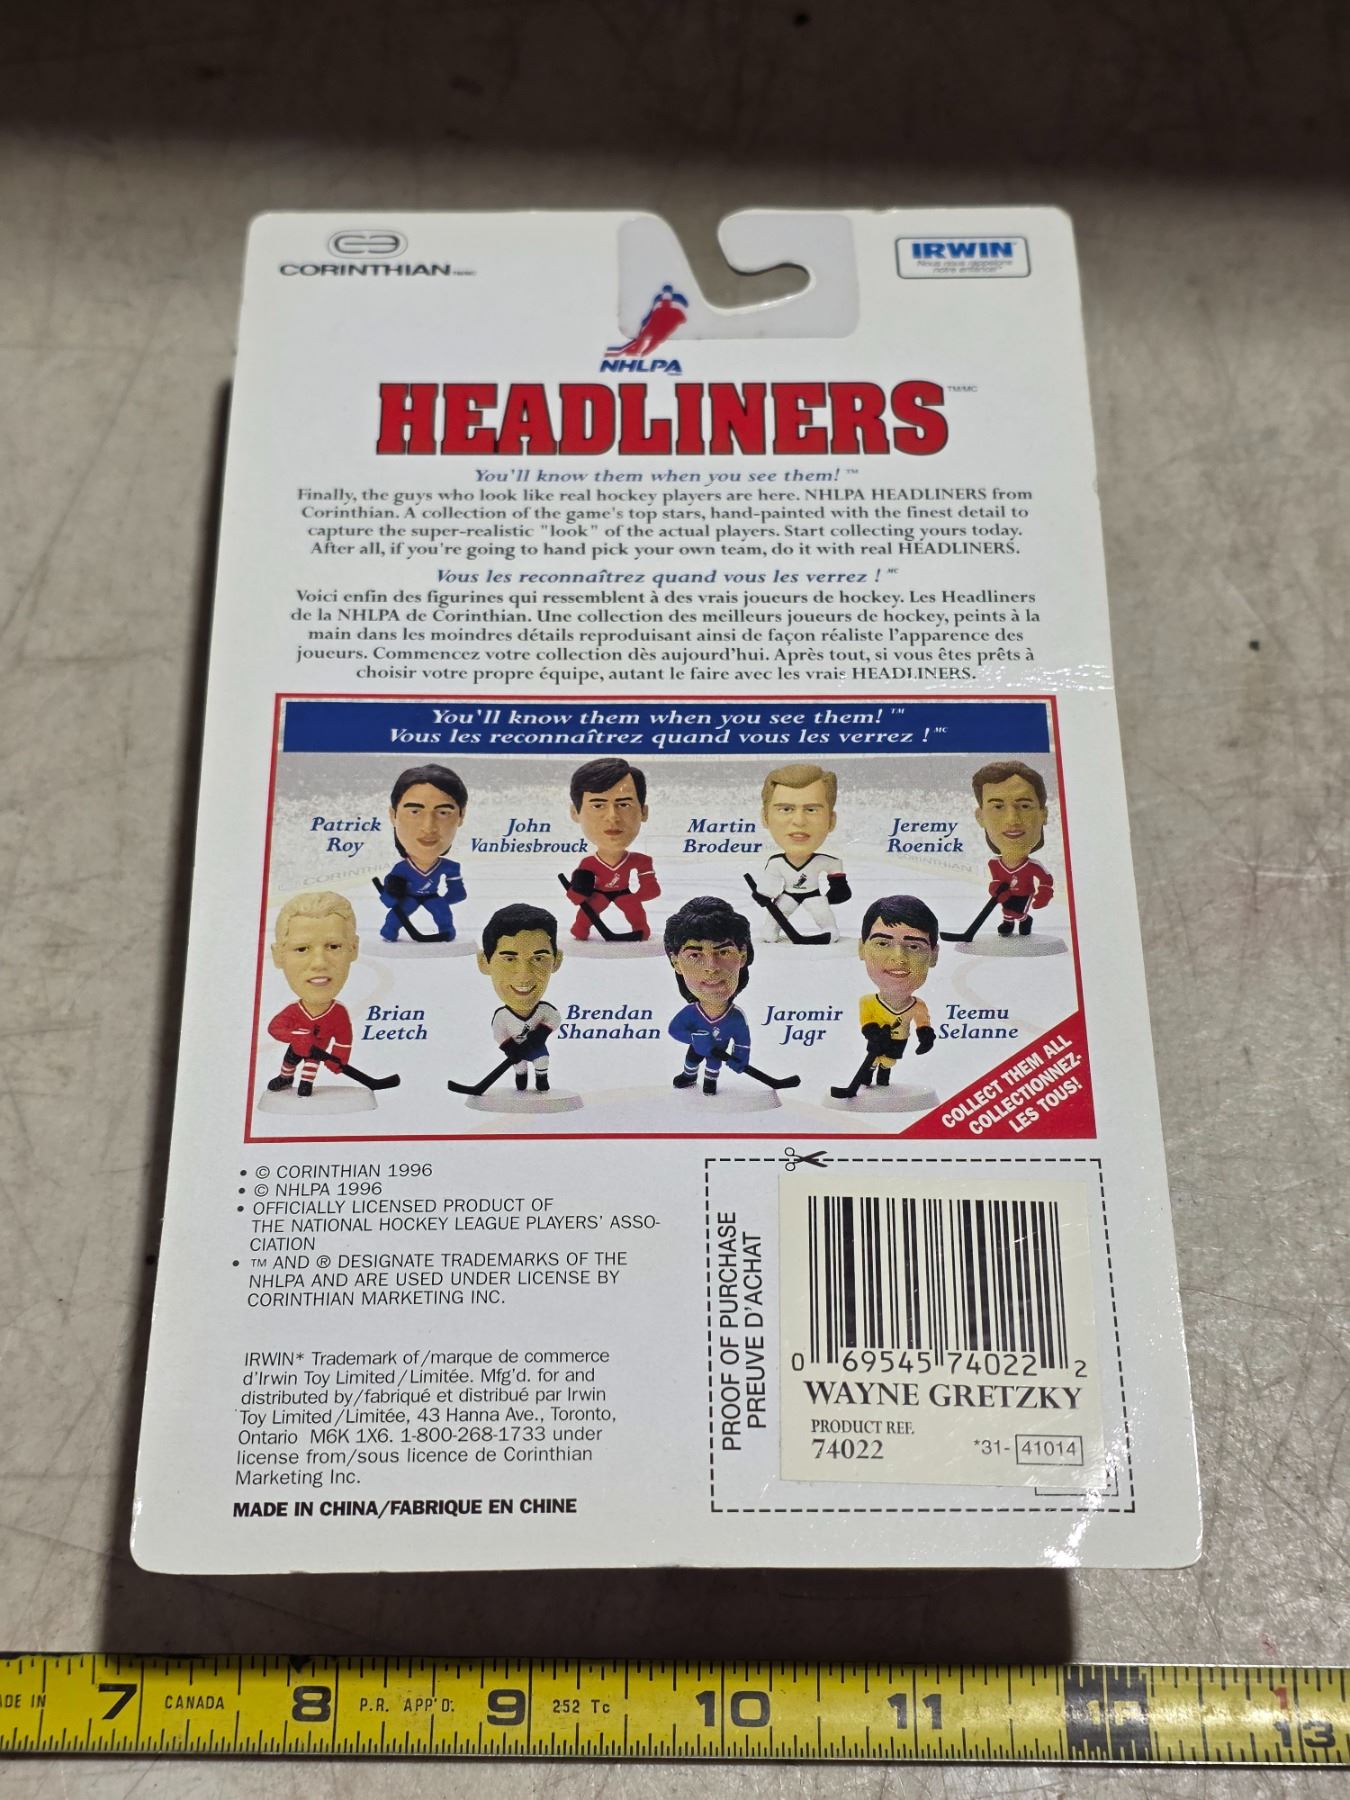 CORINTHIAN
IRWIN
Nous nous rappelons
notre enfance!
NHLPA
HEADLINERS TM/MC
You'll know them when you see them! ™
Finally, the guys who look like real hockey players are here. NHLPA HEADLINERS from
Corinthian. A collection of the game's top stars, hand-painted with the finest detail to
capture the super-realistic "look" of the actual players. Start collecting yours today.
After all, if you're going to hand pick your own team, do it with real HEADLINERS.
Vous les reconnaîtrez quand vous les verrez ! MC
Voici enfin des figurines qui ressemblent à des vrais joueurs de hockey. Les Headliners
de la NHLPA de Corinthian. Une collection des meilleurs joueurs de hockey, peints à la
main dans les moindres détails reproduisant ainsi de façon réaliste l'apparence des
joueurs. Commencez votre collection dès aujourd'hui. Après tout, si vous êtes prêts à
choisir votre propre équipe, autant le faire avec les vrais HEADLINERS.
You'll know them when you see them! ™
Vous les reconnaîtrez quand vous les verrez ! MC
Patrick
Roy
John
Vanbiesbrouck
Martin
Brodeur
Jeremy
Roenick
CORINTHIAN
CORINTHIAN
Brian
Leetch
Brendan
Shanahan
Jaromir
Jagr
Teemu
Selanne
COLLECT THEM ALL
COLLECTIONNEZ-
LES TOUS!
• © CORINTHIAN 1996
• © NHLPA 1996
• OFFICIALLY LICENSED PRODUCT OF
THE NATIONAL HOCKEY LEAGUE PLAYERS' ASSO-
CIATION
• TM AND ® DESIGNATE TRADEMARKS OF THE
NHLPA AND ARE USED UNDER LICENSE BY
CORINTHIAN MARKETING INC.
IRWIN* Trademark of/marque de commerce
d'Irwin Toy Limited/Limitée. Mfg'd. for and
distributed by/fabriqué et distribué par Irwin
Toy Limited/Limitée, 43 Hanna Ave., Toronto,
Ontario M6K 1X6. 1-800-268-1733 under
license from/sous licence de Corinthian
Marketing Inc.
MADE IN CHINA/FABRIQUE EN CHINE
PROOF OF PURCHASE
PREUVE D'ACHAT
0 69545 74022 2
WAYNE GRETZKY
PRODUCT REF.
74022
*31- 41014
ADE IN 7 CANADA 8 P.R. APP'D. 9 252 Tc 10 11 12 13